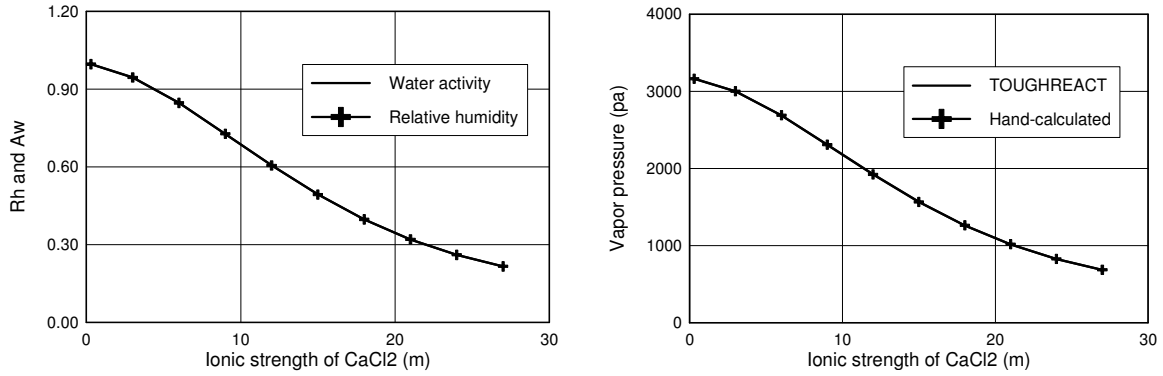 1.20
0.90
0.60
0.30
0.00
Rh and Aw
Water activity
Relative humidity
0 10 20 30
Ionic strength of CaCl2 (m)
4000
3000
2000
1000
0
Vapor pressure (pa)
TOUGHREACT
Hand-calculated
0 10 20 30
Ionic strength of CaCl2 (m)